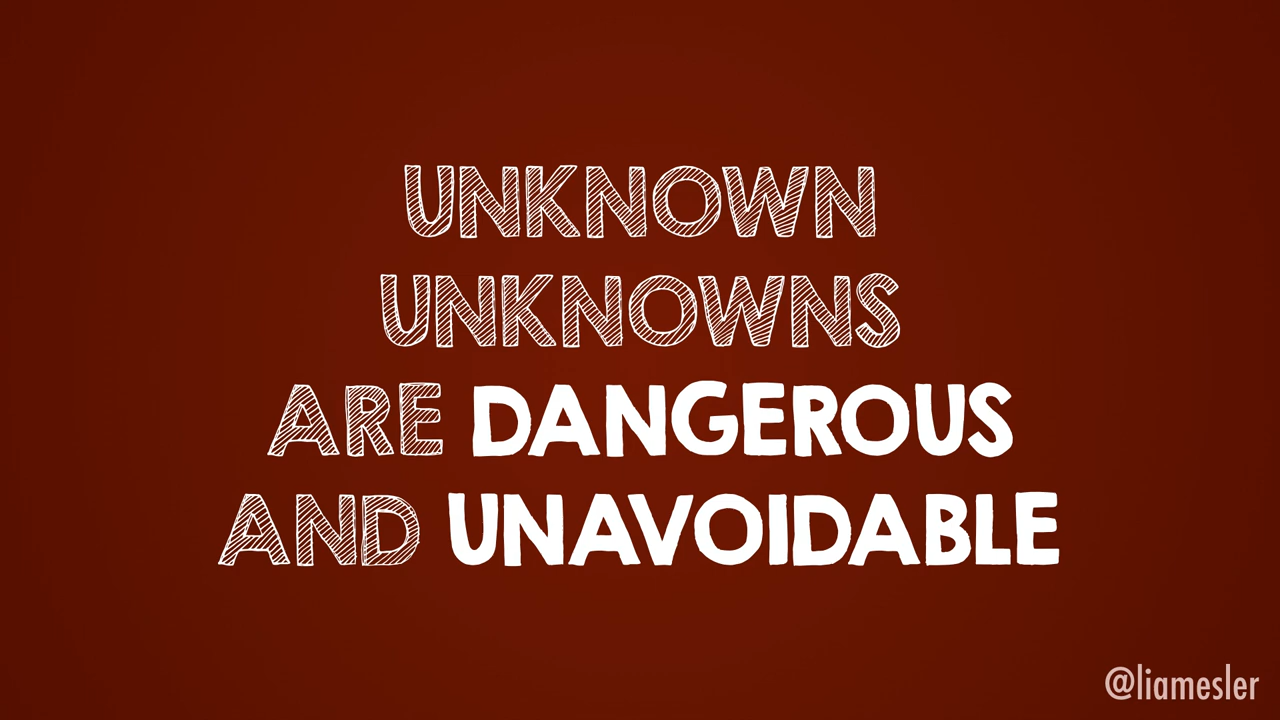 UNKNOWN
UNKNOWNS
ARE DANGEROUS
AND UNAVOIDABLE
@liamesler